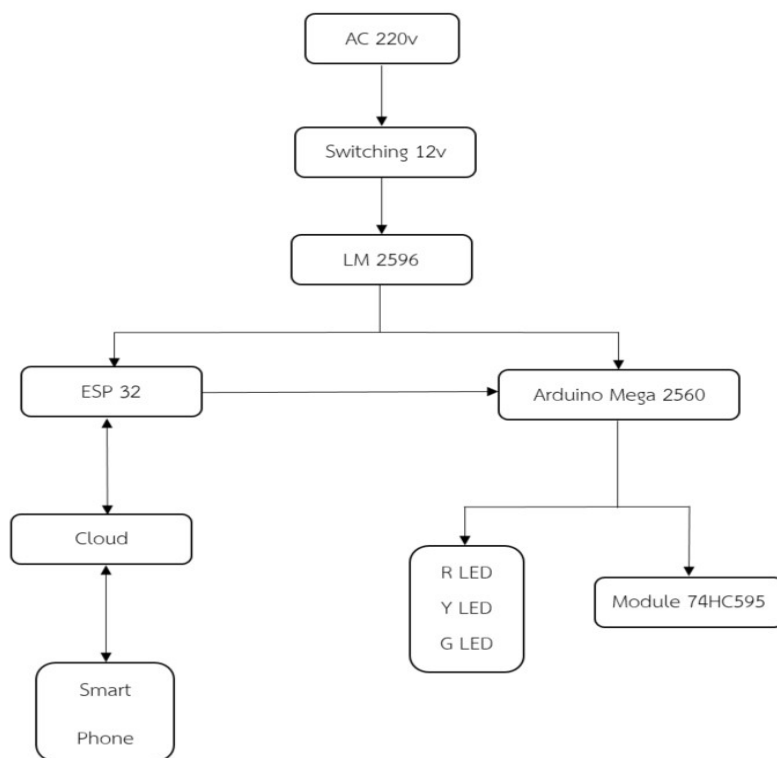 AC 220v
Switching 12v
LM 2596
ESP 32
Arduino Mega 2560
Cloud
R LED
Y LED
G LED
Module 74HC595
Smart
Phone